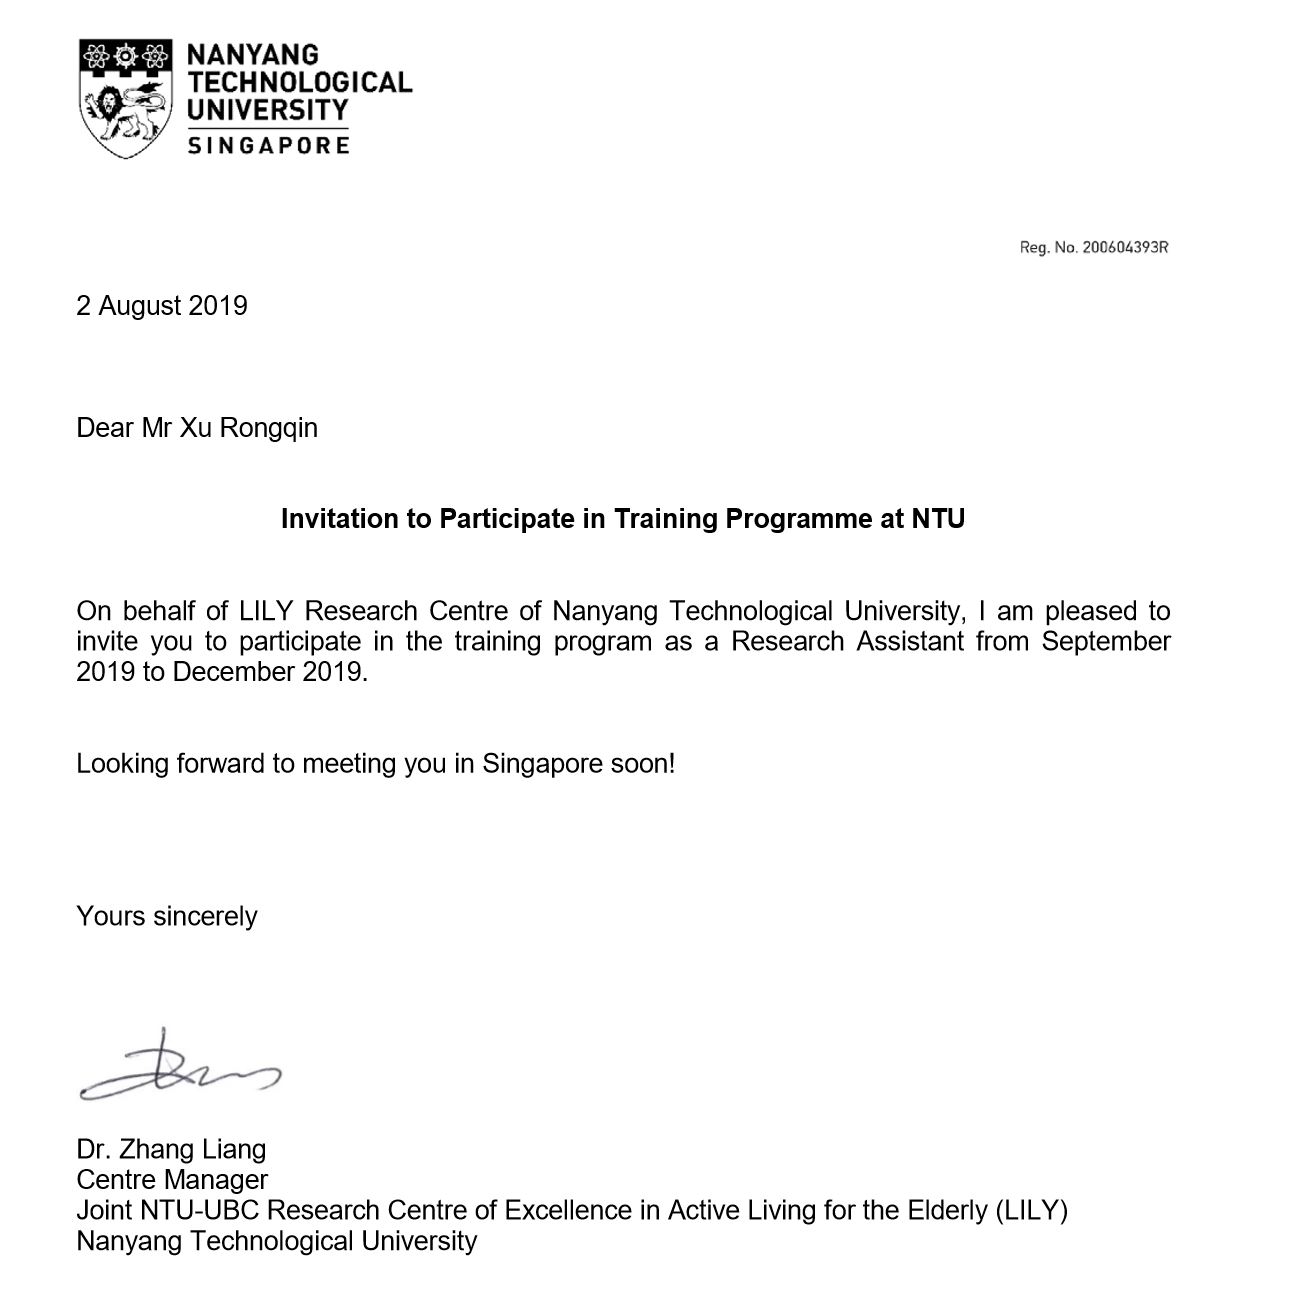 NANYANG
TECHNOLOGICAL
UNIVERSITY
SINGAPORE
Reg. No. 200604393R
2 August 2019
Dear Mr Xu Rongqin
Invitation to Participate in Training Programme at NTU
On behalf of LILY Research Centre of Nanyang Technological University, I am pleased to
invite you to participate in the training program as a Research Assistant from September
2019 to December 2019.
Looking forward to meeting you in Singapore soon!
Yours sincerely
Dr. Zhang Liang
Centre Manager
Joint NTU-UBC Research Centre of Excellence in Active Living for the Elderly (LILY)
Nanyang Technological University